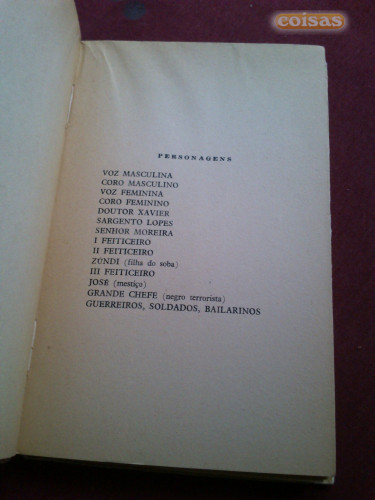 coisas
PERSONAGENS
VOZ MASCULINA
CORO MASCULINO
VOZ FEMININA
CORO FEMININO
DOUTOR XAVIER
SARGENTO LOPES
SENHOR MOREIRA
I FEITICEIRO
II FEITICEIRO
ZÚNDI (filha do soba)
III FEITICEIRO
JOSÉ (mestiço)
GRANDE CHEFE (negro terrorista)
GUERREIROS, SOLDADOS, BAILARINOS